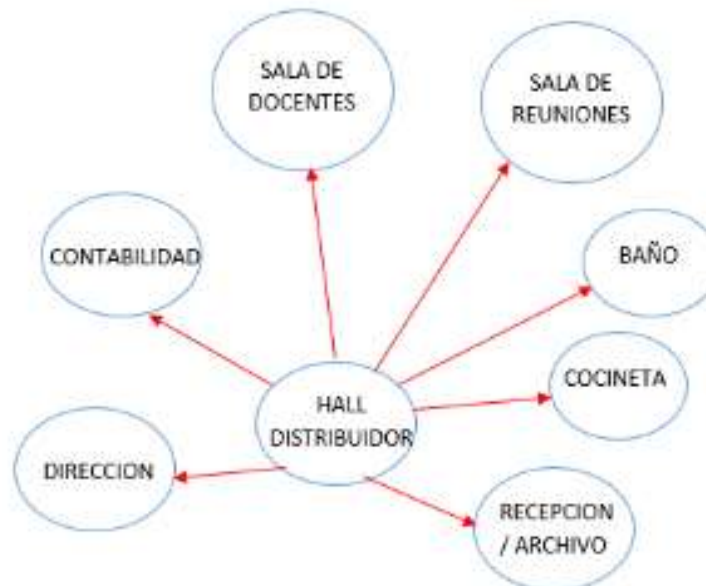 SALA DE
DOCENTES
SALA DE
REUNIONES
CONTABILIDAD
BAÑO
COCINETA
HALL
DISTRIBUIDOR
DIRECCION
RECEPCION
/ ARCHIVO